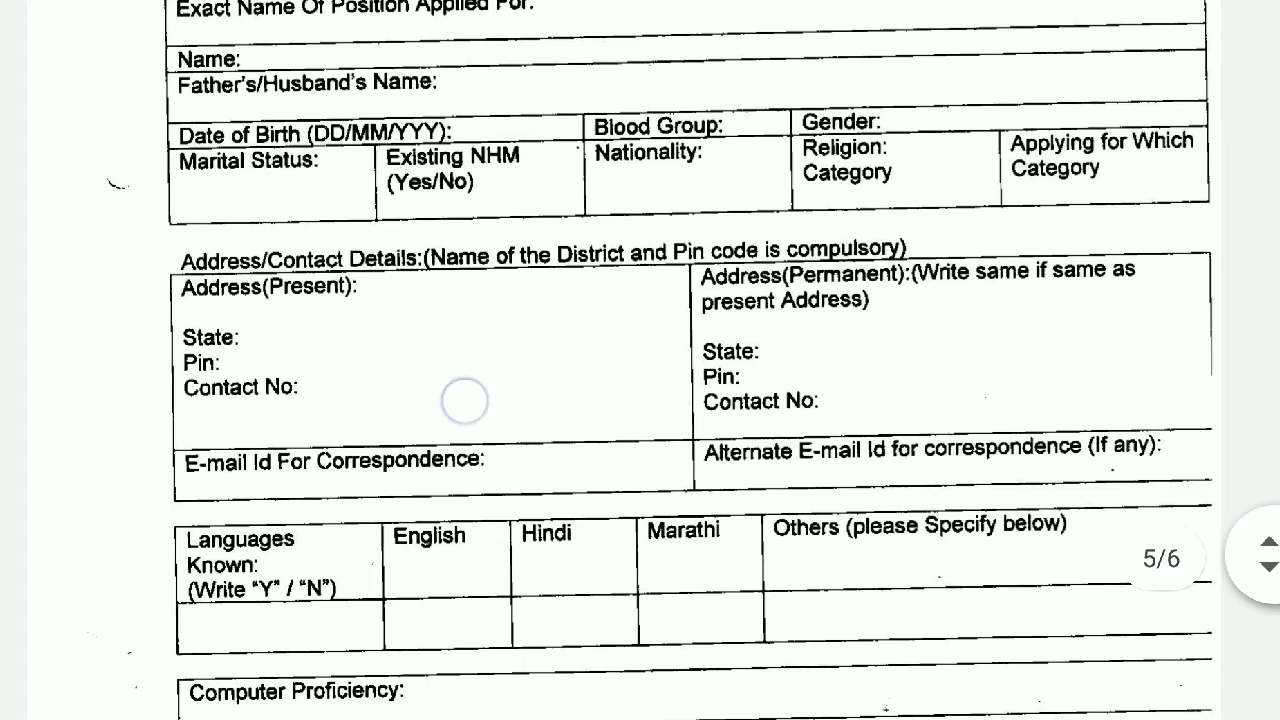 Exact Name Of Position Applied For:
Name:
Father's/Husband's Name:
Date of Birth (DD/MM/YYY):
Blood Group:
Gender:
Marital Status:
Existing NHM
(Yes/No)
Nationality:
Religion:
Category
Applying for Which
Category
Address/Contact Details:(Name of the District and Pin code is compulsory)
Address(Present):
State:
Pin:
Contact No:
Address(Permanent):(Write same if same as
present Address)
State:
Pin:
Contact No:
E-mail Id For Correspondence:
Alternate E-mail Id for correspondence (If any):
Languages
Known:
(Write "Y" / "N")
English
Hindi
Marathi
Others (please Specify below)
5/6
Computer Proficiency: